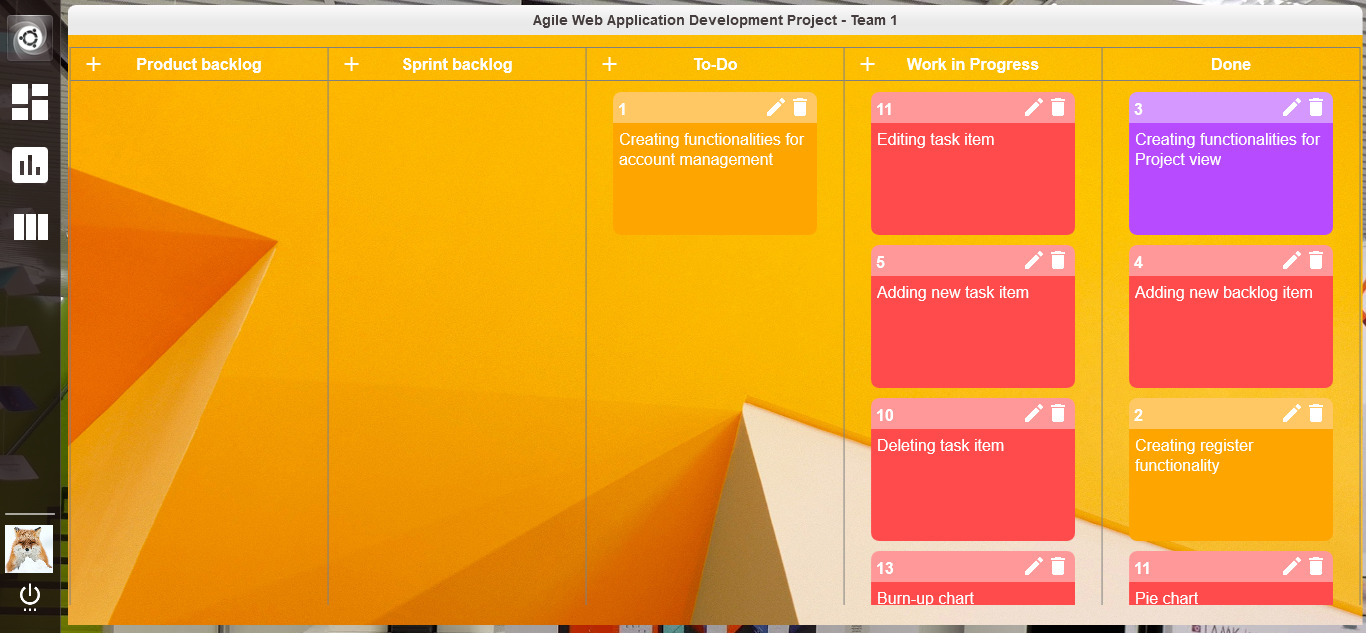 Agile Web Application Development Project - Team 1
+ Product backlog
+ Sprint backlog
+ To-Do
+ Work in Progress
Done
1
Creating functionalities for
account management
11
Editing task item
5
Adding new task item
10
Deleting task item
13
Burn-up chart
3
Creating functionalities for
Project view
4
Adding new backlog item
2
Creating register
functionality
11
Pie chart